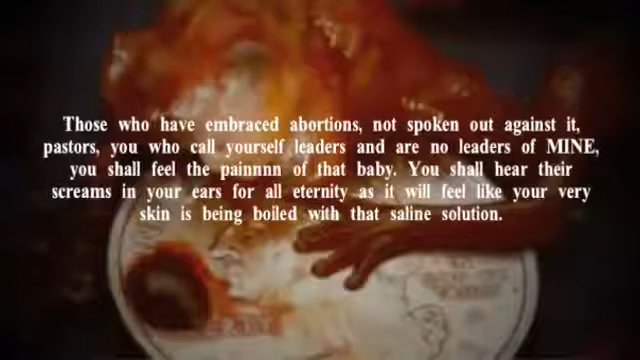 Those who have embraced abortions, not spoken out against it,
pastors, you who call yourself leaders and are no leaders of MINE,
you shall feel the painnnn of that baby. You shall hear their
screams in your ears for all eternity as it will feel like your very
skin is being boiled with that saline solution.